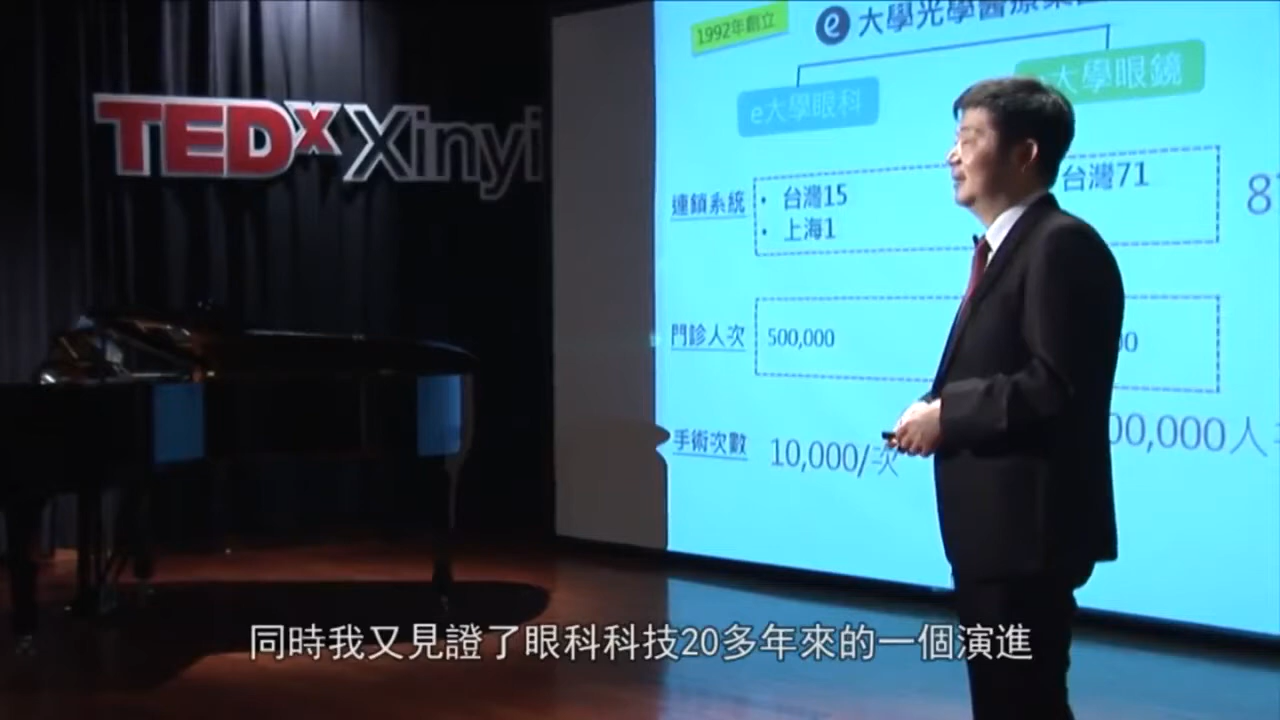 TEDx Xinyi
1992年創立
e 大學光學醫療集團
e大學眼科
大學眼鏡
連鎖系統
• 台灣15
• 上海1
台灣71
門診人次
500,000
手術次數
10,000/次
00,000人
同時我又見證了眼科科技20多年來的一個演進